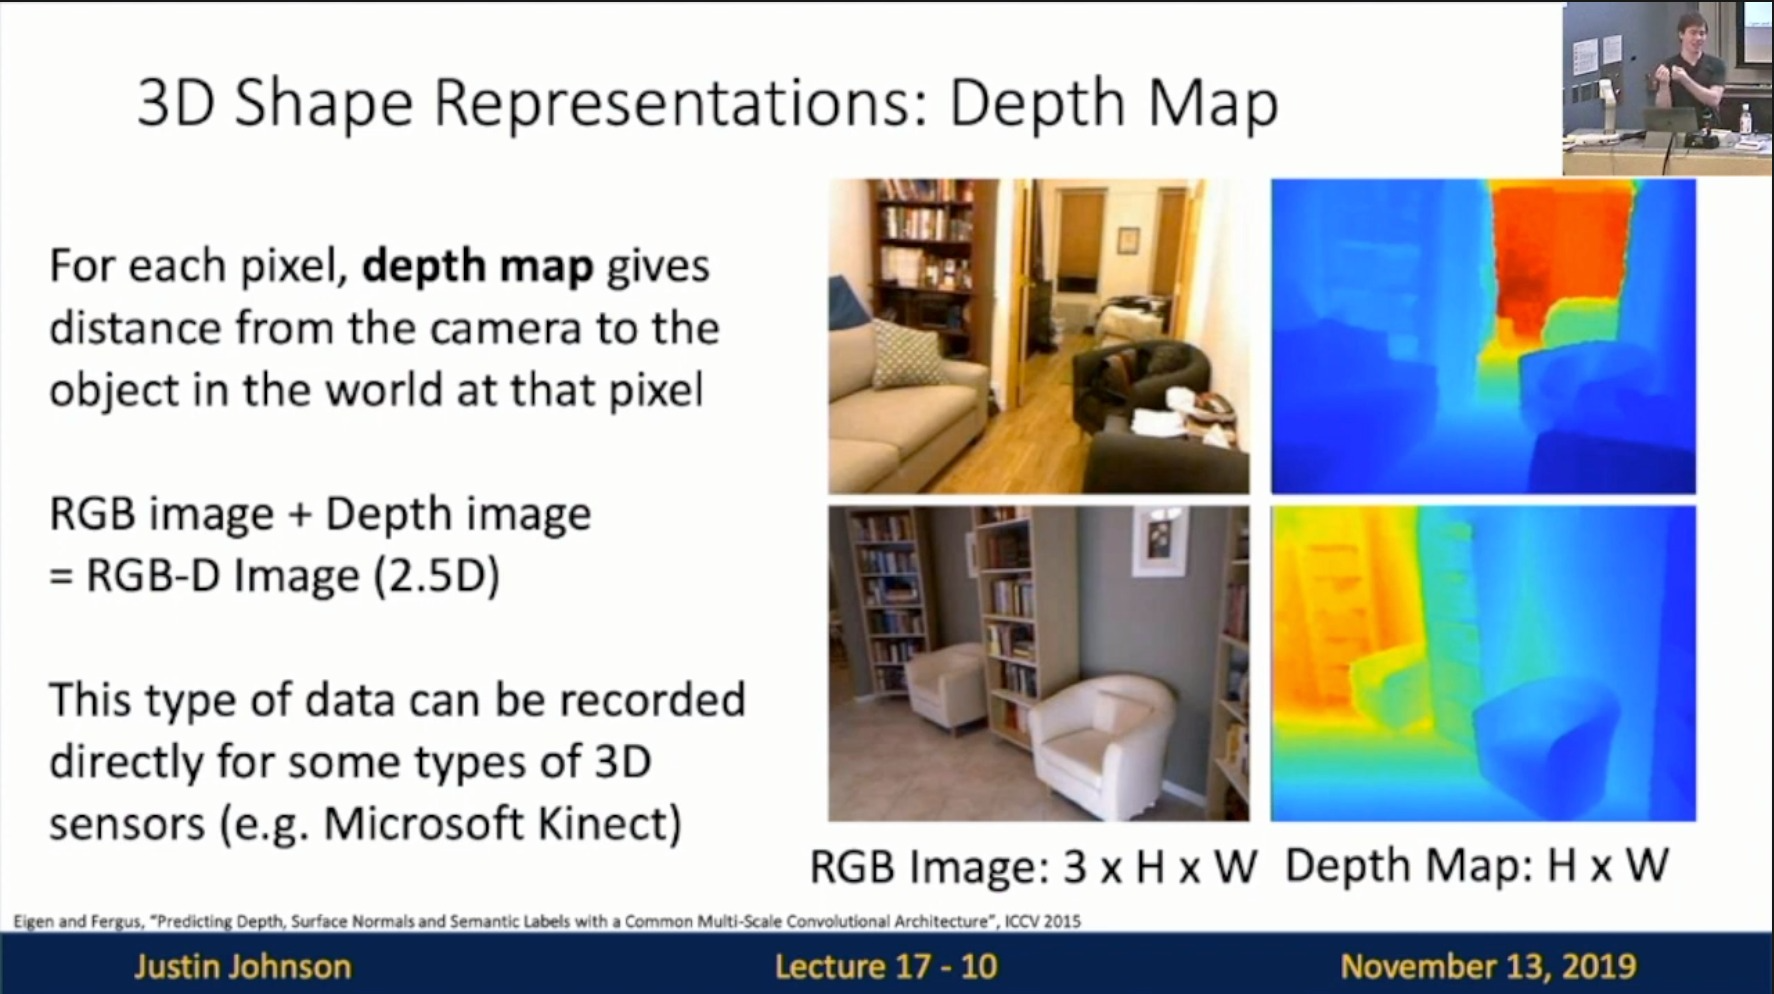 3D Shape Representations: Depth Map
For each pixel, depth map gives
distance from the camera to the
object in the world at that pixel
RGB image + Depth image
= RGB-D Image (2.5D)
This type of data can be recorded
directly for some types of 3D
sensors (e.g. Microsoft Kinect)
RGB Image: 3 x H x W
Depth Map: H x W
Eigen and Fergus, "Predicting Depth, Surface Normals and Semantic Labels with a Common Multi-Scale Convolutional Architecture", ICCV 2015
Justin Johnson
Lecture 17 - 10
November 13, 2019